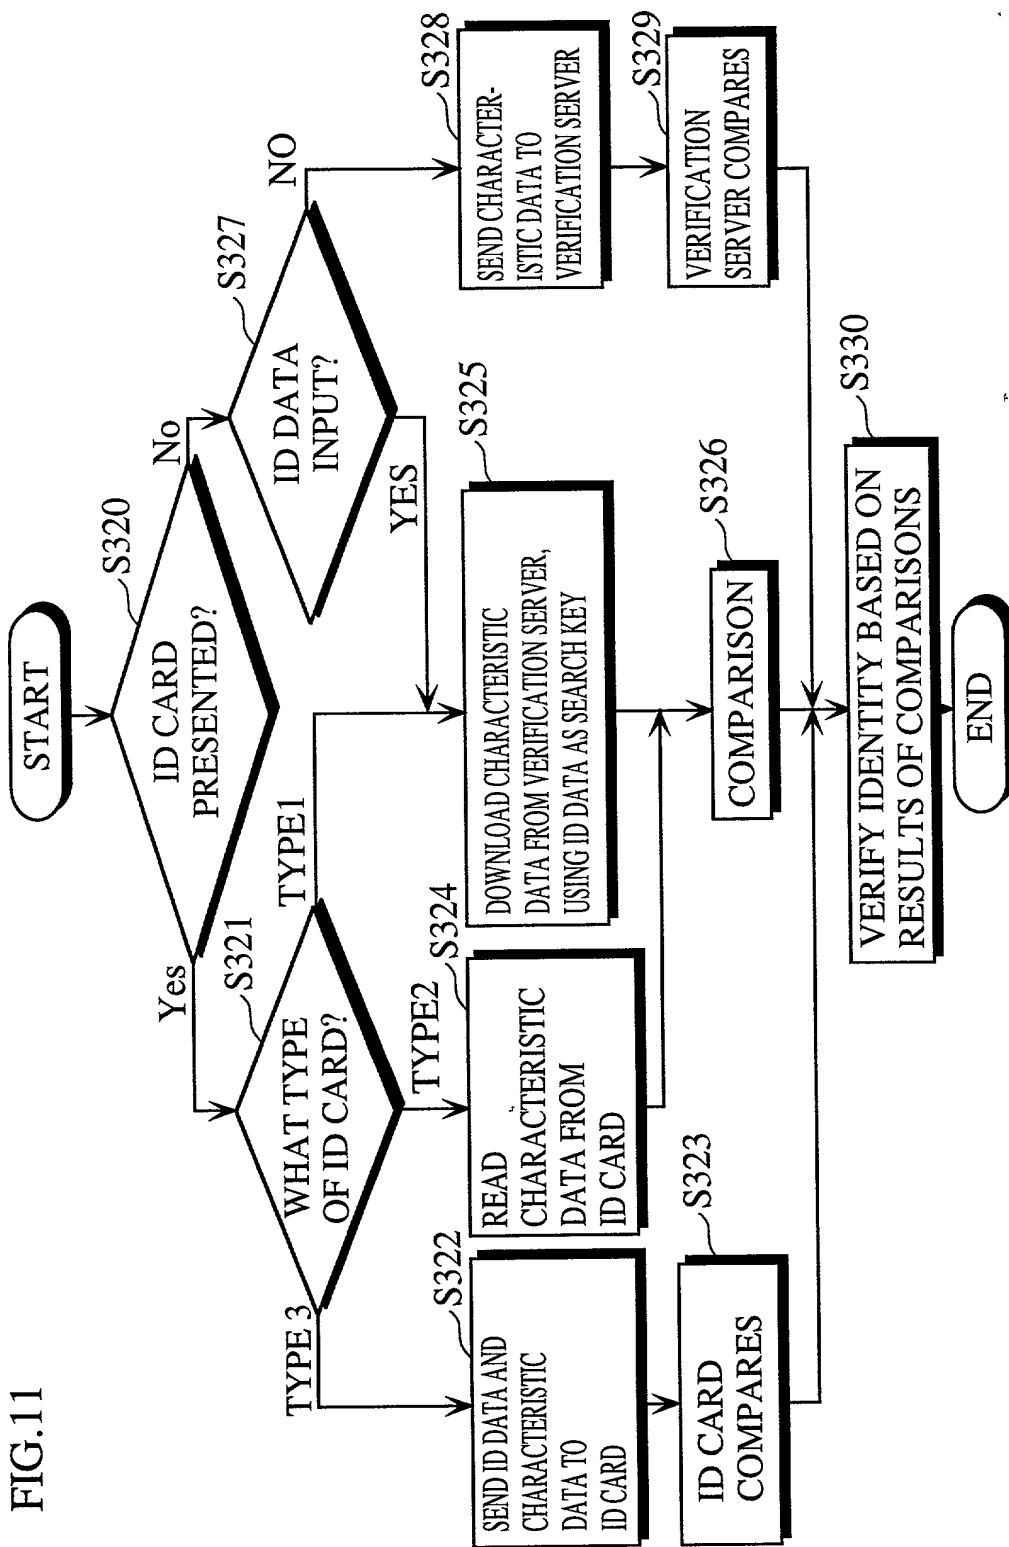 FIG.11
START
S320
ID CARD
PRESENTED?
Yes
No
S321
WHAT TYPE
OF ID CARD?
TYPE 3
TYPE2
TYPE1
S327
ID DATA
INPUT?
YES
NO
S322
SEND ID DATA AND
CHARACTERISTIC
DATA TO
ID CARD
S324
READ
CHARACTERISTIC
DATA FROM
ID CARD
S325
DOWNLOAD CHARACTERISTIC
DATA FROM VERIFICATION SERVER,
USING ID DATA AS SEARCH KEY
S328
SEND CHARACTER-
ISTIC DATA TO
VERIFICATION SERVER
S323
ID CARD
COMPARES
S326
COMPARISON
S329
VERIFICATION
SERVER COMPARES
S330
VERIFY IDENTITY BASED ON
RESULTS OF COMPARISONS
END